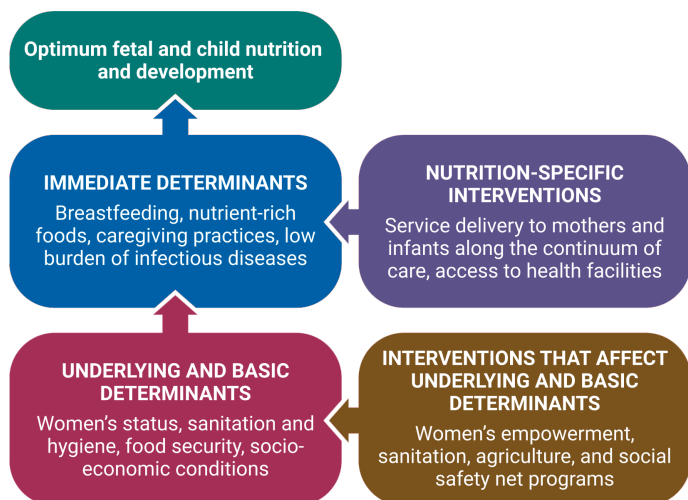 Optimum fetal and child nutrition
and development
IMMEDIATE DETERMINANTS
Breastfeeding, nutrient-rich
foods, caregiving practices, low
burden of infectious diseases
NUTRITION-SPECIFIC
INTERVENTIONS
Service delivery to mothers and
infants along the continuum of
care, access to health facilities
UNDERLYING AND BASIC
DETERMINANTS
Women’s status, sanitation and
hygiene, food security, socio-
economic conditions
INTERVENTIONS THAT AFFECT
UNDERLYING AND BASIC
DETERMINANTS
Women’s empowerment,
sanitation, agriculture, and social
safety net programs